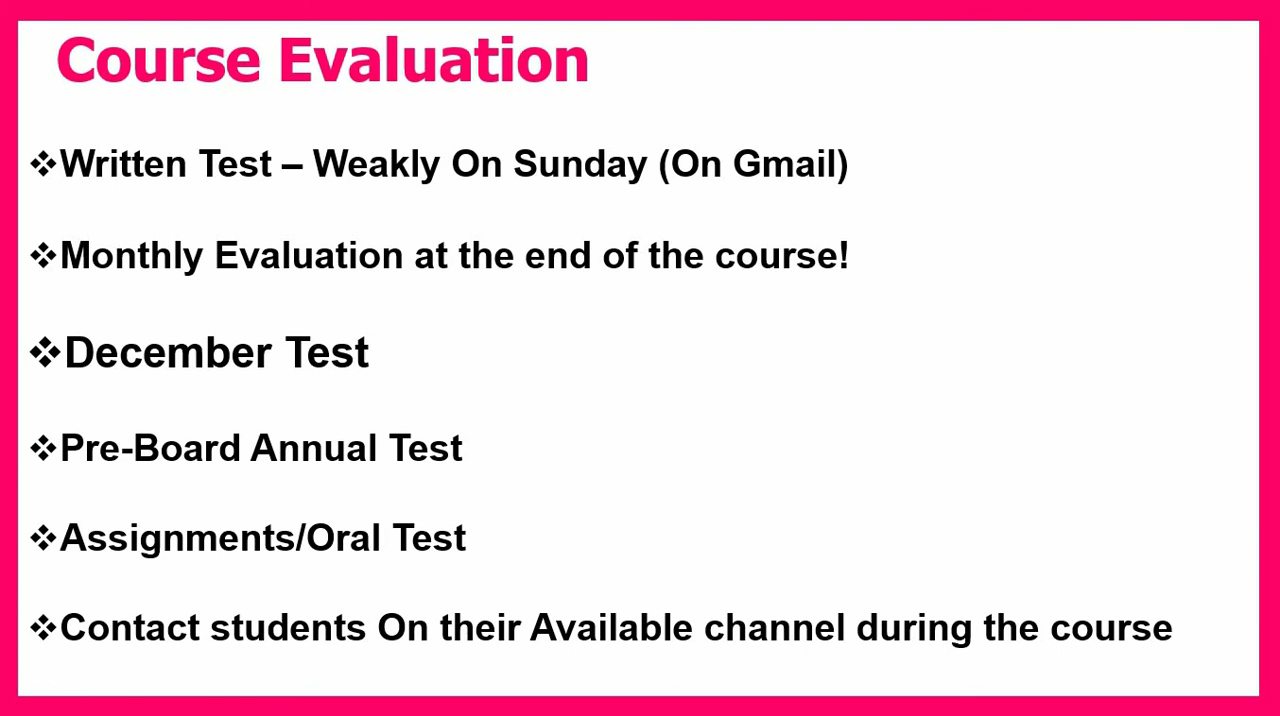 Course Evaluation
❖Written Test – Weakly On Sunday (On Gmail)
❖Monthly Evaluation at the end of the course!
❖December Test
❖Pre-Board Annual Test
❖Assignments/Oral Test
❖Contact students On their Available channel during the course